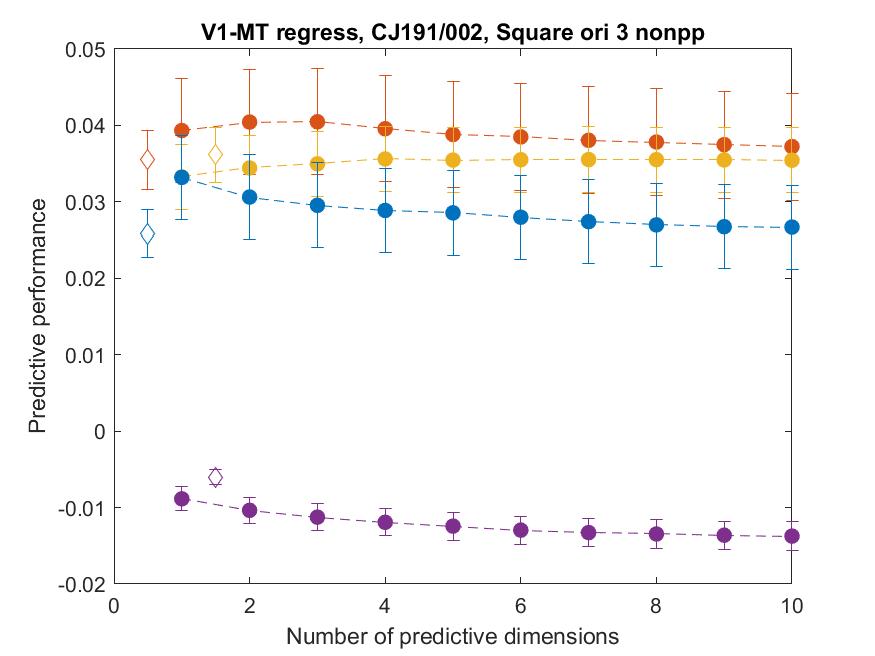 V1-MT regress, CJ191/002, Square ori 3 nonpp
0.05
0.04
0.03
0.02
0.01
0
-0.01
-0.02
Predictive performance
0 2 4 6 8 10
Number of predictive dimensions